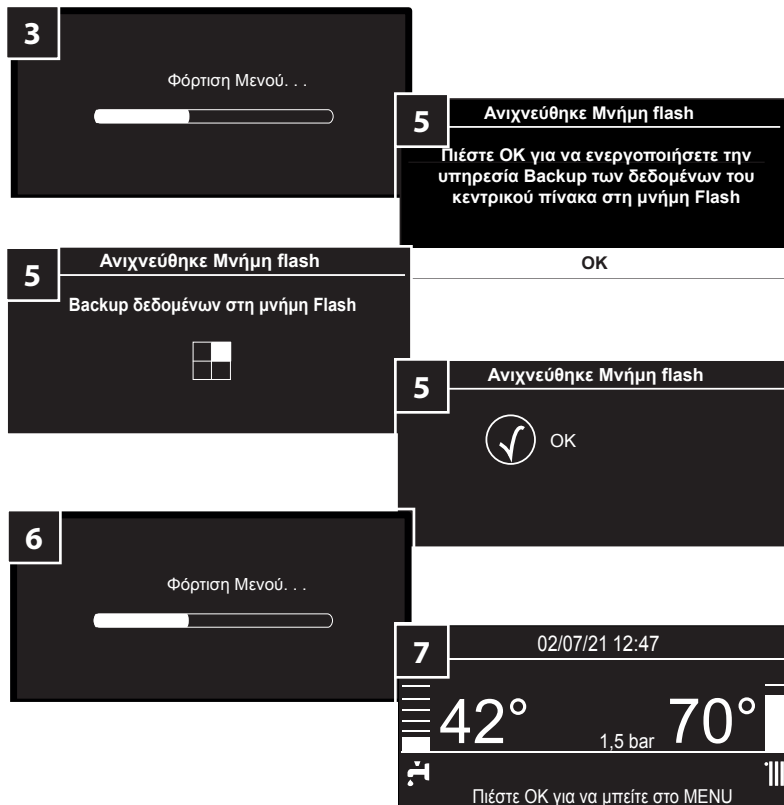 3
Φόρτιση Μενού. . .
5
Ανιχνεύθηκε Μνήμη flash
Πιέστε OK για να ενεργοποιήσετε την
υπηρεσία Backup των δεδομένων του
κεντρικού πίνακα στη μνήμη Flash
OK
5
Ανιχνεύθηκε Μνήμη flash
Backup δεδομένων στη μνήμη Flash
5
Ανιχνεύθηκε Μνήμη flash
OK
6
Φόρτιση Μενού. . .
7
02/07/21 12:47
42° 1,5 bar 70°
Πιέστε OK για να μπείτε στο MENU